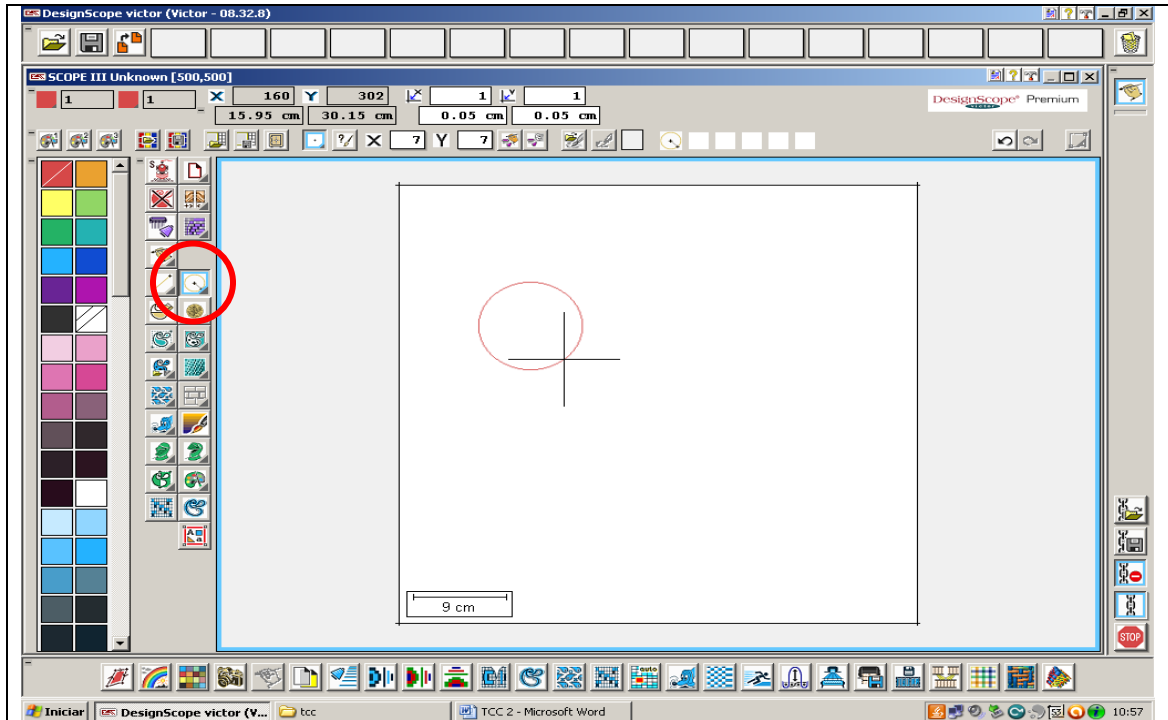 DesignScope victor (Victor - 08.32.8)
SCOPE III Unknown [500,500]
1 1 X 160 Y 302 X 1 Y 1
15.95 cm 30.15 cm 0.05 cm 0.05 cm
DesignScope Premium
X 7 Y 7
9 cm
STOP
auto
Iniciar DesignScope victor (V... tcc TCC 2 - Microsoft Word 10:57